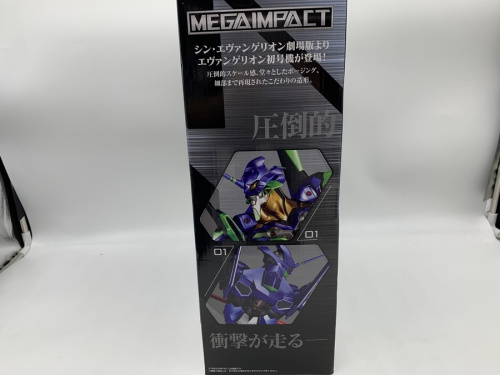 MEGAIMPACT
シン・エヴァンゲリオン劇場版より
エヴァンゲリオン初号機が登場!
圧倒的スケール感、堂々としたポージング、
細部まで再現されたこだわりの造形。
圧倒的
01
01
衝撃が走る―